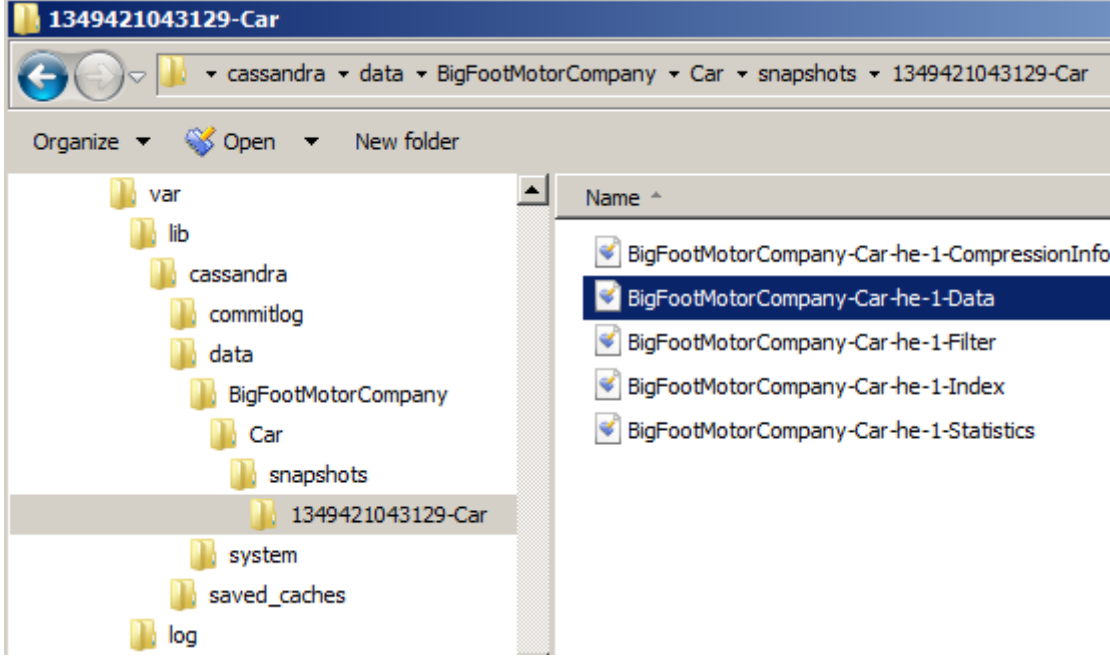 1349421043129-Car
cassandra data BigFootMotorCompany Car snapshots 1349421043129-Car
Organize Open New folder
var
lib
cassandra
commitlog
data
BigFootMotorCompany
Car
snapshots
1349421043129-Car
system
saved_caches
log
Name
BigFootMotorCompany-Car-he-1-CompressionInfo
BigFootMotorCompany-Car-he-1-Data
BigFootMotorCompany-Car-he-1-Filter
BigFootMotorCompany-Car-he-1-Index
BigFootMotorCompany-Car-he-1-Statistics